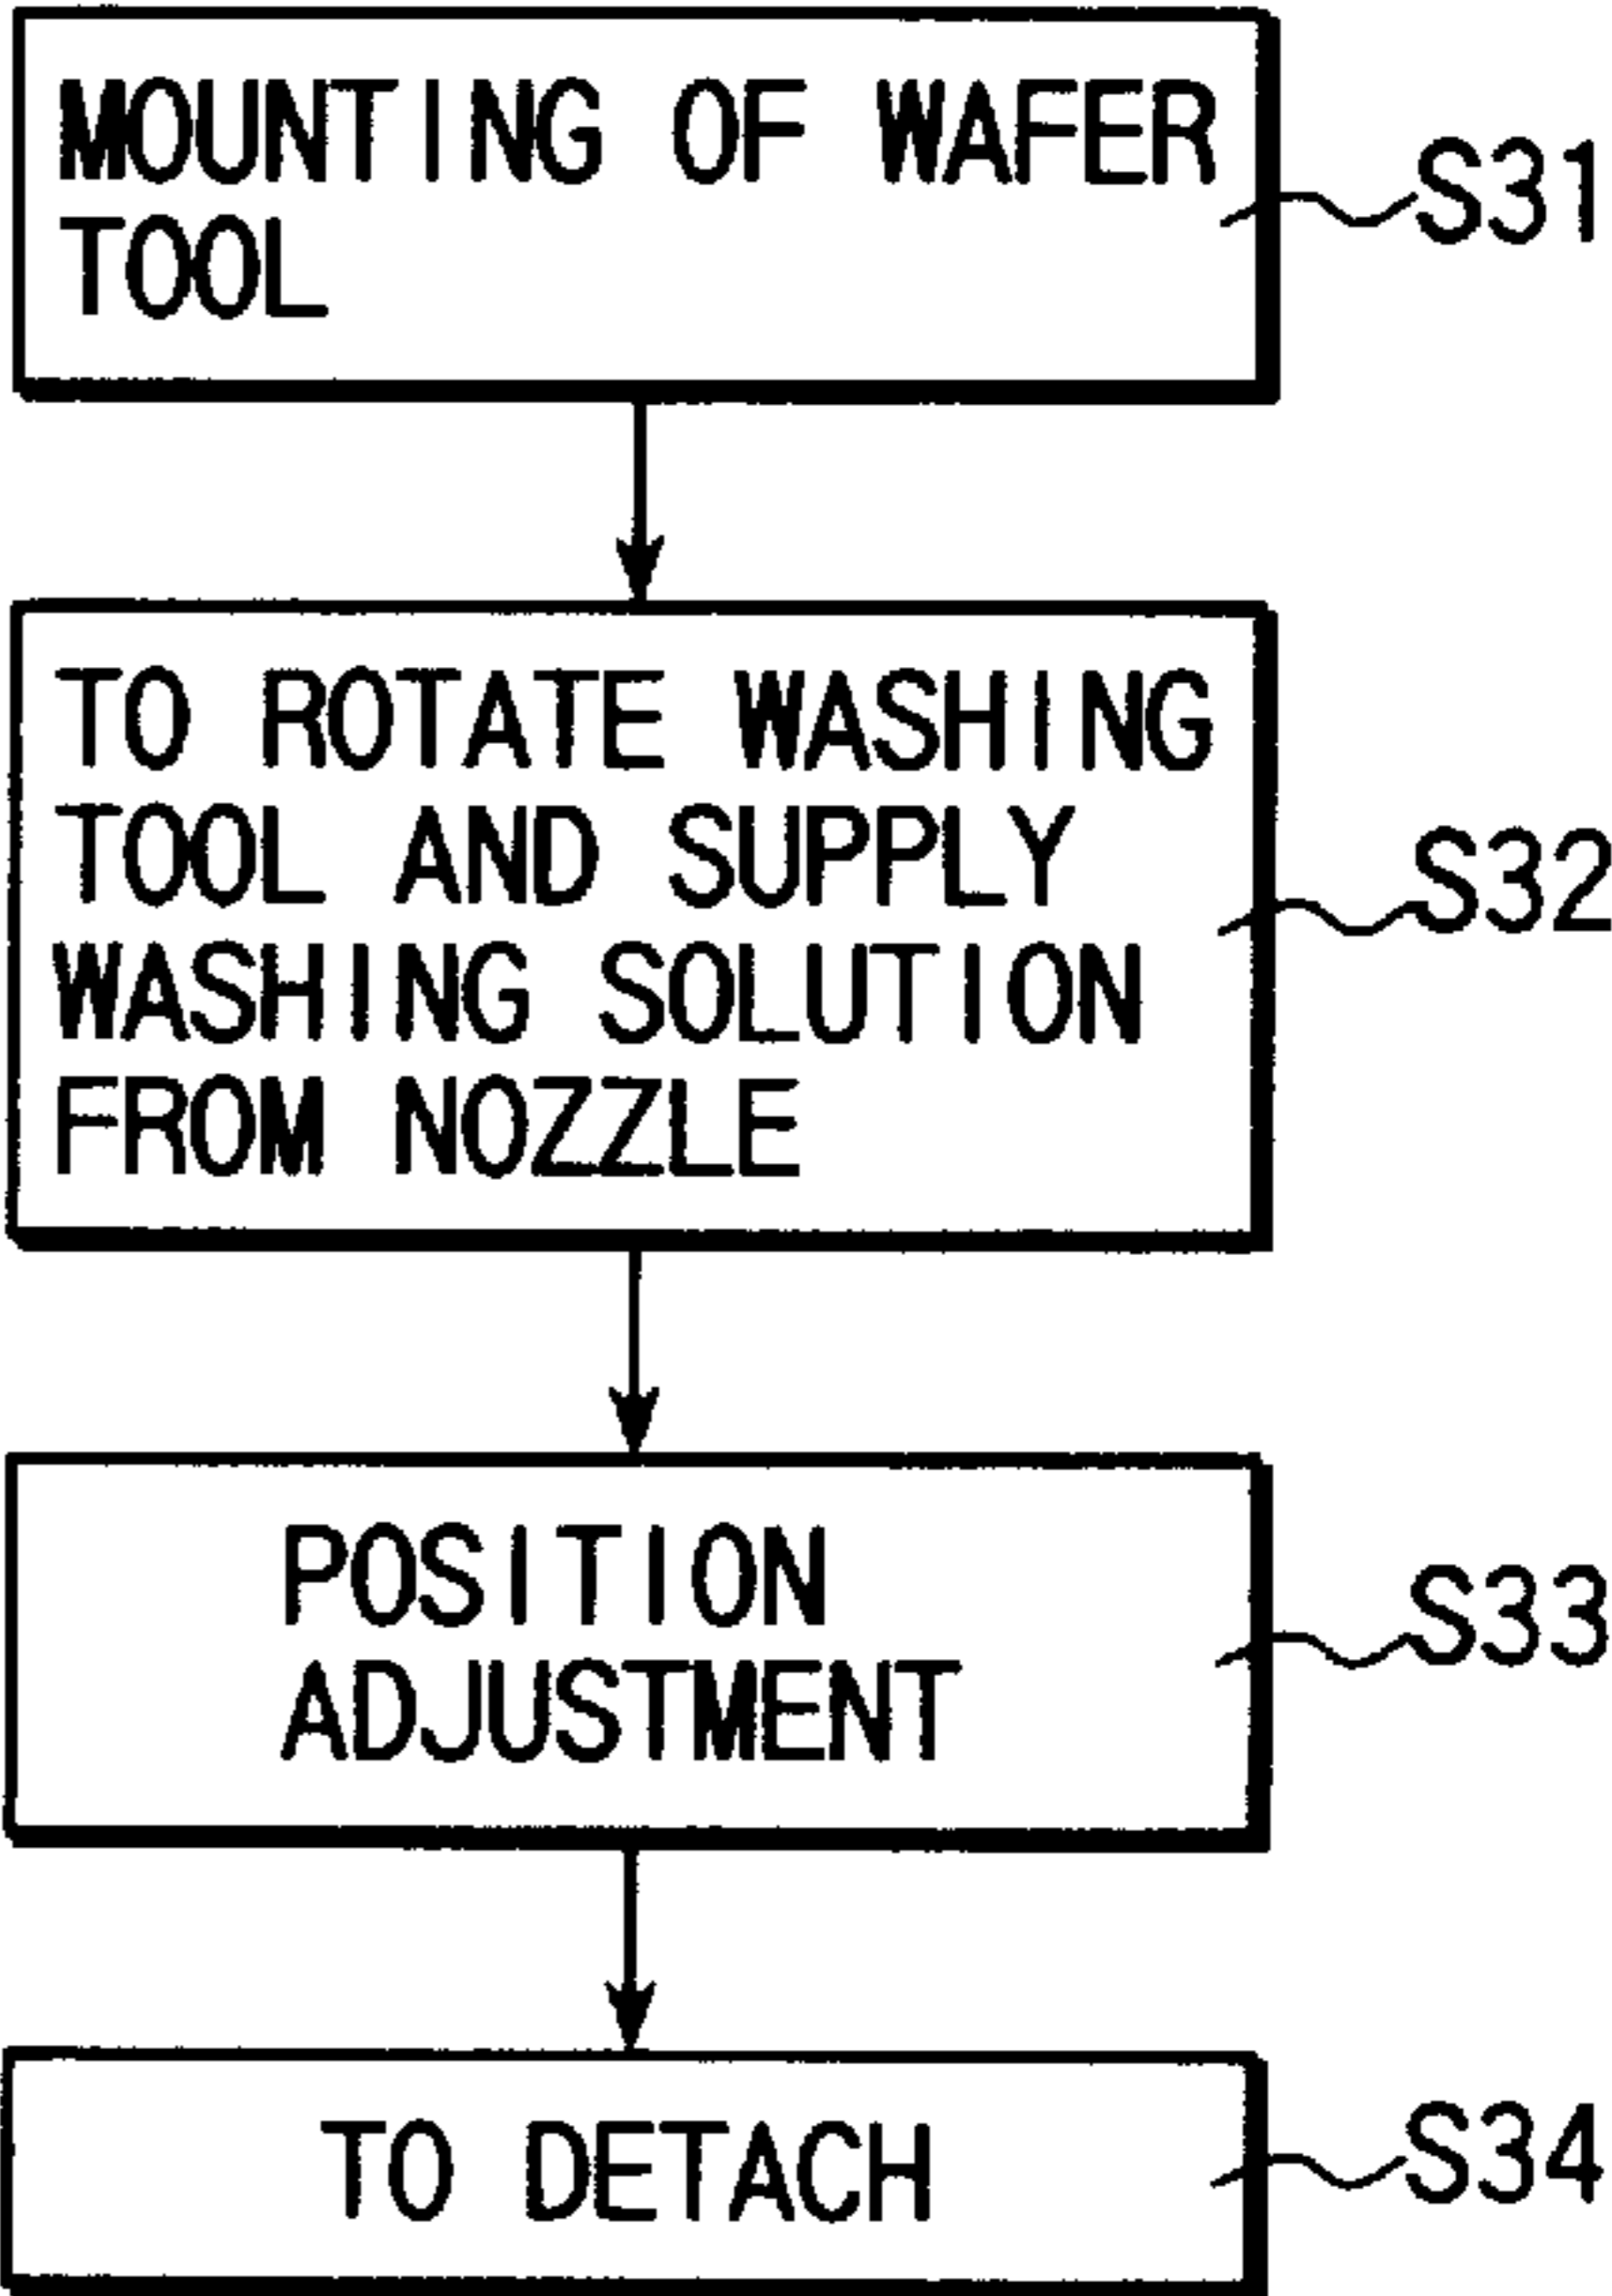 MOUNTING OF WAFER
TOOL
S31
TO ROTATE WASHING
TOOL AND SUPPLY
WASHING SOLUTION
FROM NOZZLE
S32
POSITION
ADJUSTMENT
S33
TO DETACH
S34